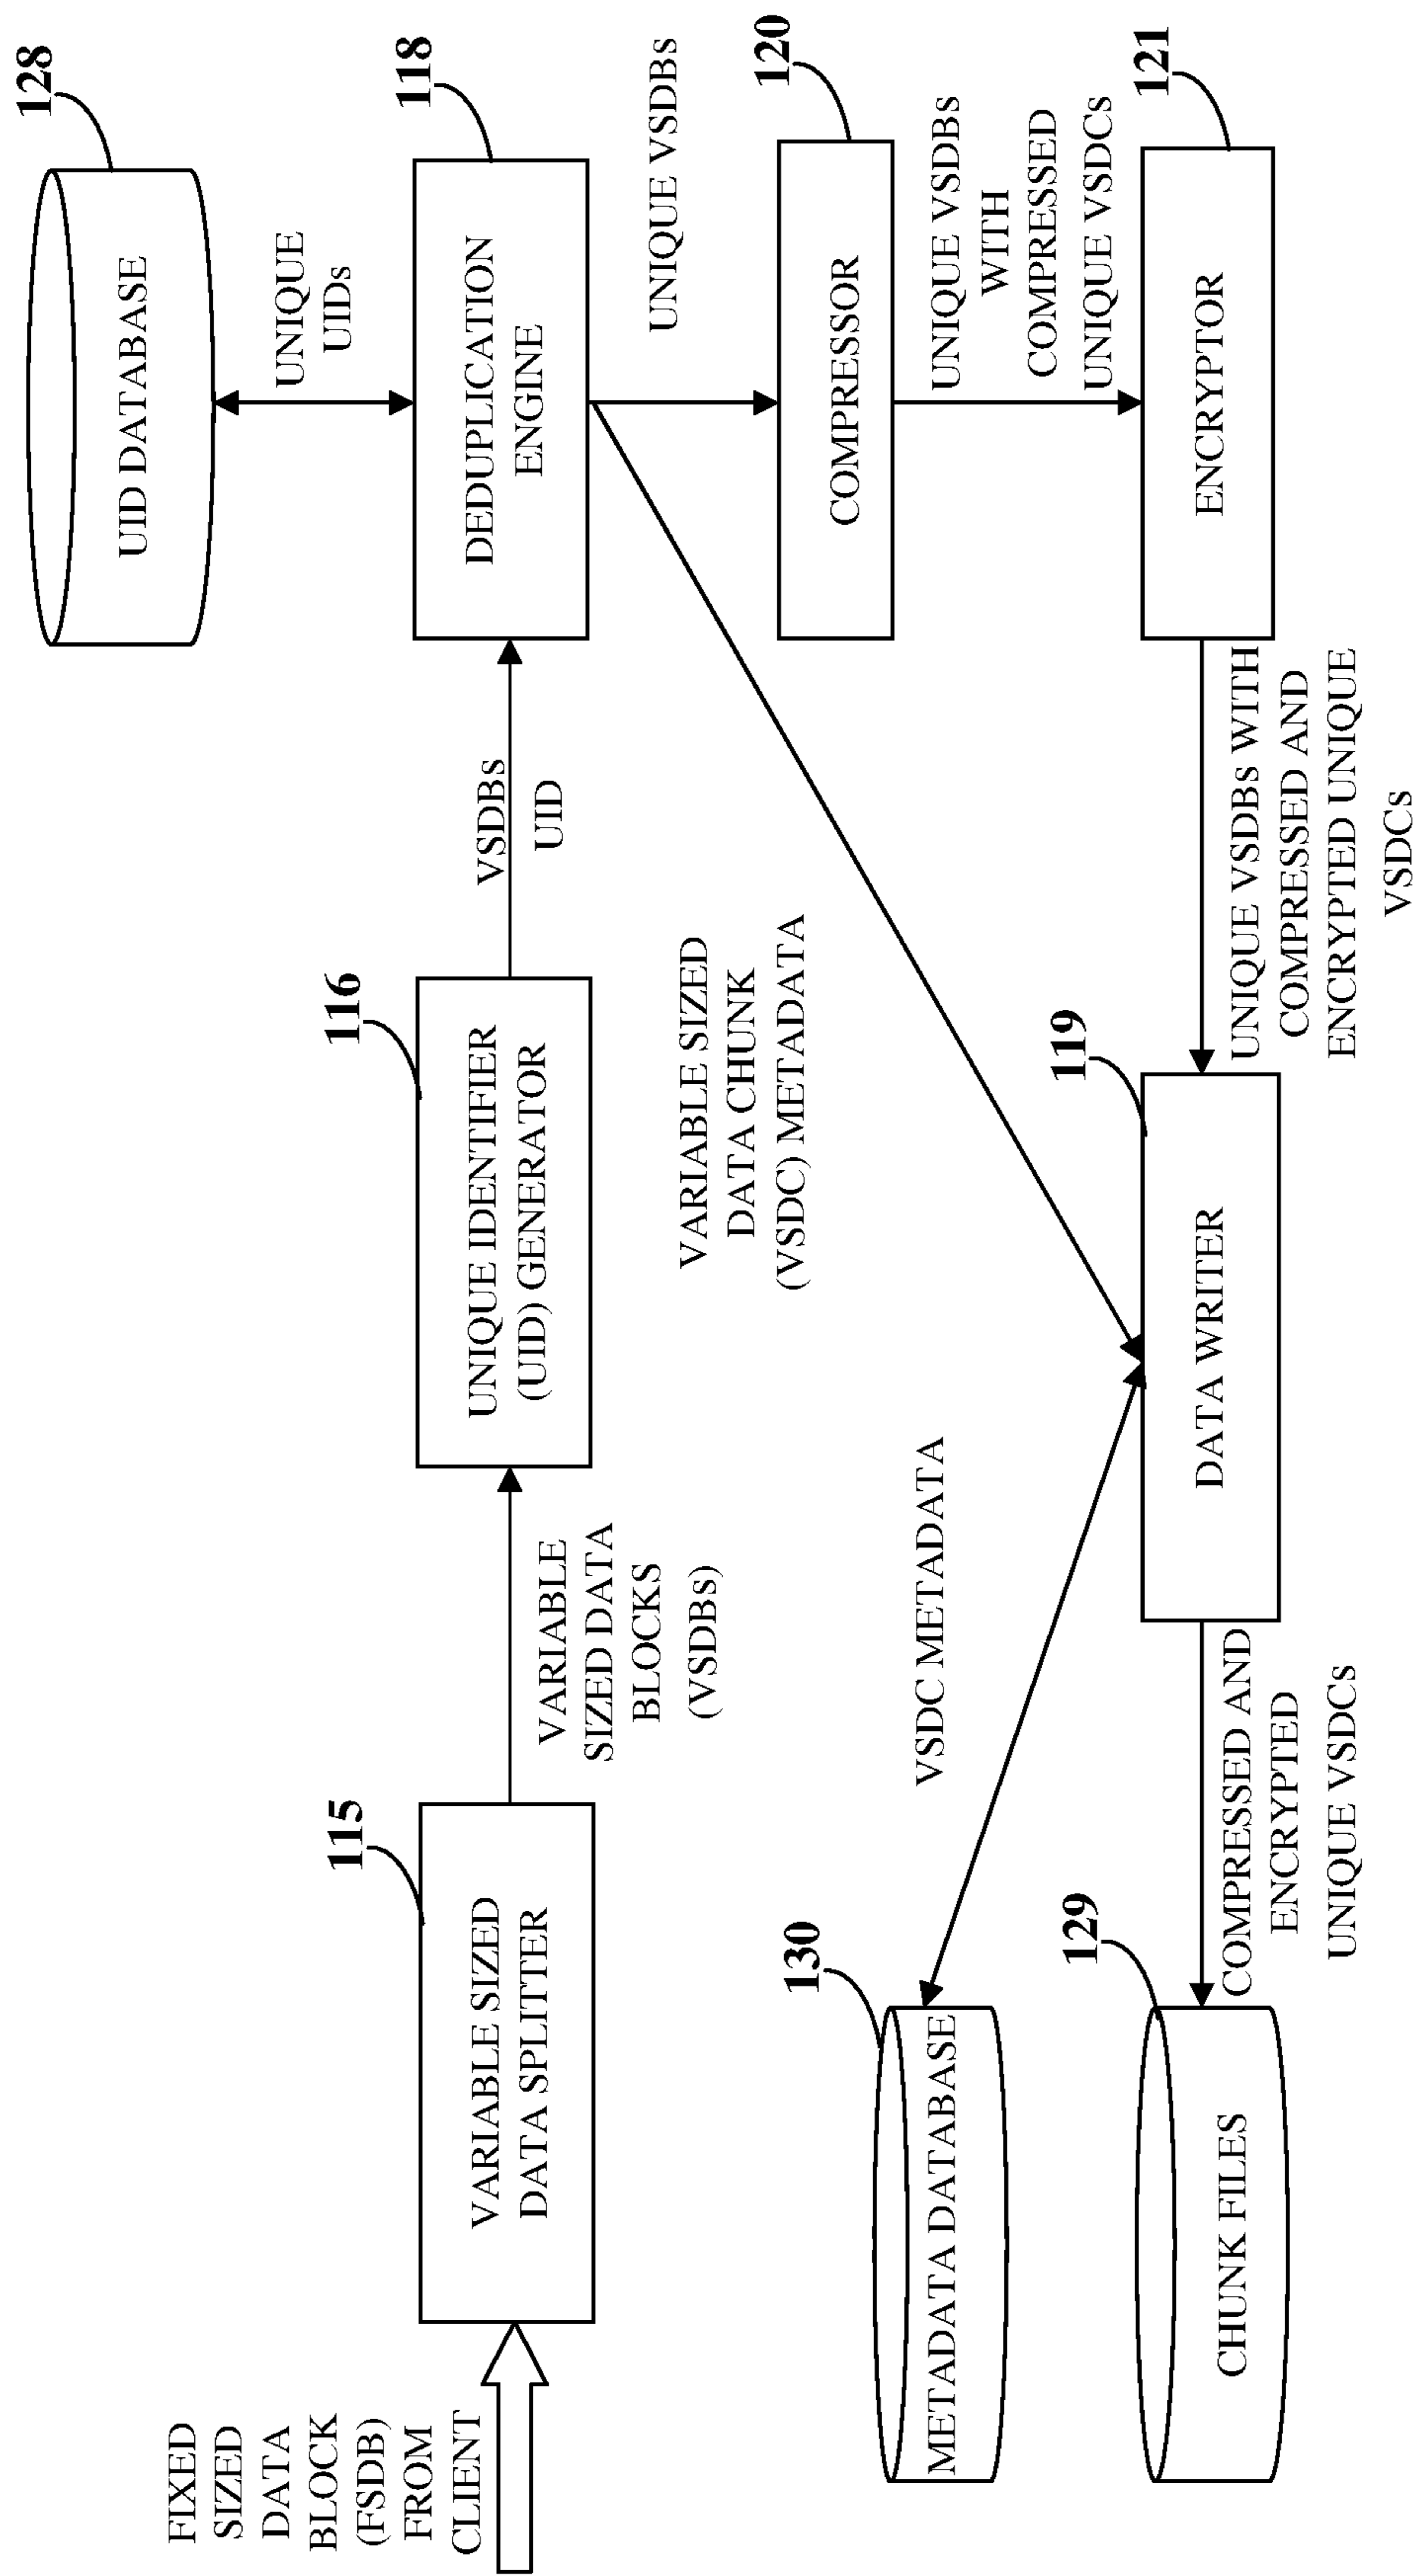 FIXED
SIZED
DATA
BLOCK
(FSDB)
FROM
CLIENT
115
VARIABLE SIZED
DATA SPLITTER
VARIABLE
SIZED DATA
BLOCKS
(VSDBs)
116
UNIQUE IDENTIFIER
(UID) GENERATOR
VSDBs
UID
128
UID DATABASE
UNIQUE
UIDs
118
DEDUPLICATION
ENGINE
UNIQUE VSDBs
VARIABLE SIZED
DATA CHUNK
(VSDC) METADATA
120
COMPRESSOR
UNIQUE VSDBs
WITH
COMPRESSED
UNIQUE VSDCs
121
ENCRYPTOR
UNIQUE VSDBs WITH
COMPRESSED AND
ENCRYPTED UNIQUE
VSDCs
119
DATA WRITER
VSDC METADATA
130
METADATA DATABASE
COMPRESSED AND
ENCRYPTED
UNIQUE VSDCs
129
CHUNK FILES